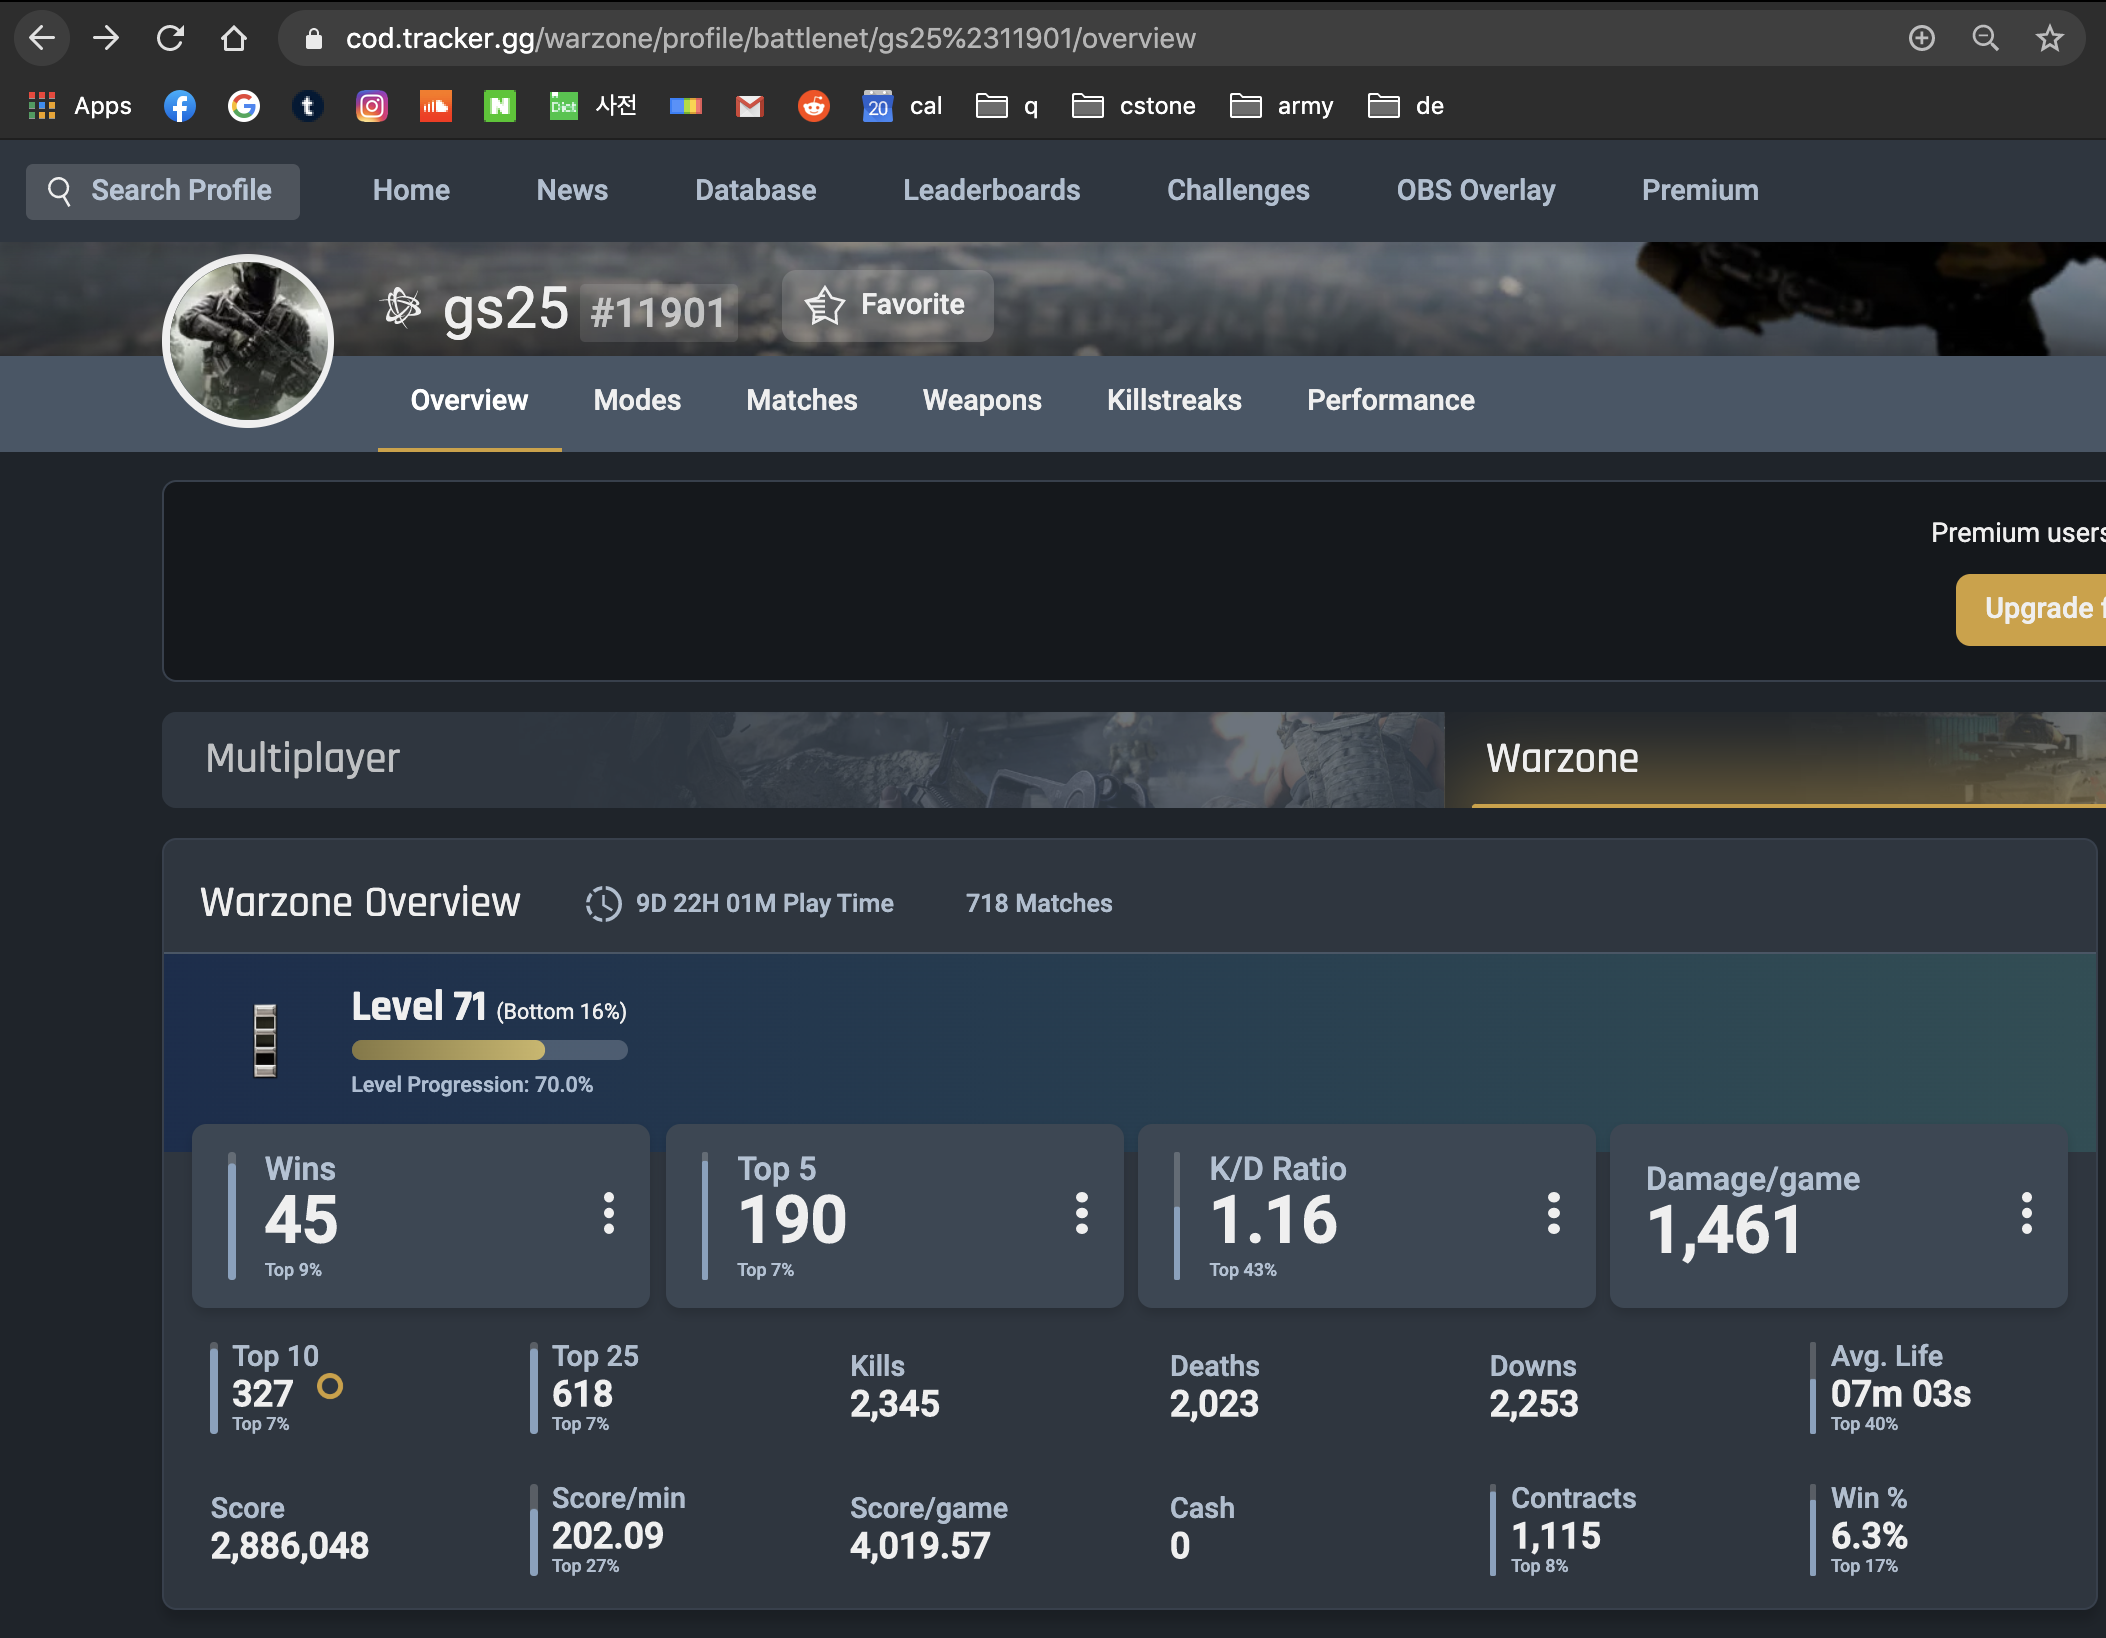 cod.tracker.gg/warzone/profile/battlenet/gs25%2311901/overview
Apps
t
N
Dict 사전
20 cal
q
cstone
army
de
Search Profile
Home
News
Database
Leaderboards
Challenges
OBS Overlay
Premium
gs25 #11901
Favorite
Overview
Modes
Matches
Weapons
Killstreaks
Performance
Premium users
Upgrade f
Multiplayer
Warzone
Warzone Overview
9D 22H 01M Play Time
718 Matches
Level 71 (Bottom 16%)
Level Progression: 70.0%
Wins
45
Top 9%
Top 5
190
Top 7%
K/D Ratio
1.16
Top 43%
Damage/game
1,461
Top 10
327
Top 7%
Top 25
618
Top 7%
Kills
2,345
Deaths
2,023
Downs
2,253
Avg. Life
07m 03s
Top 40%
Score
2,886,048
Score/min
202.09
Top 27%
Score/game
4,019.57
Cash
0
Contracts
1,115
Top 8%
Win %
6.3%
Top 17%